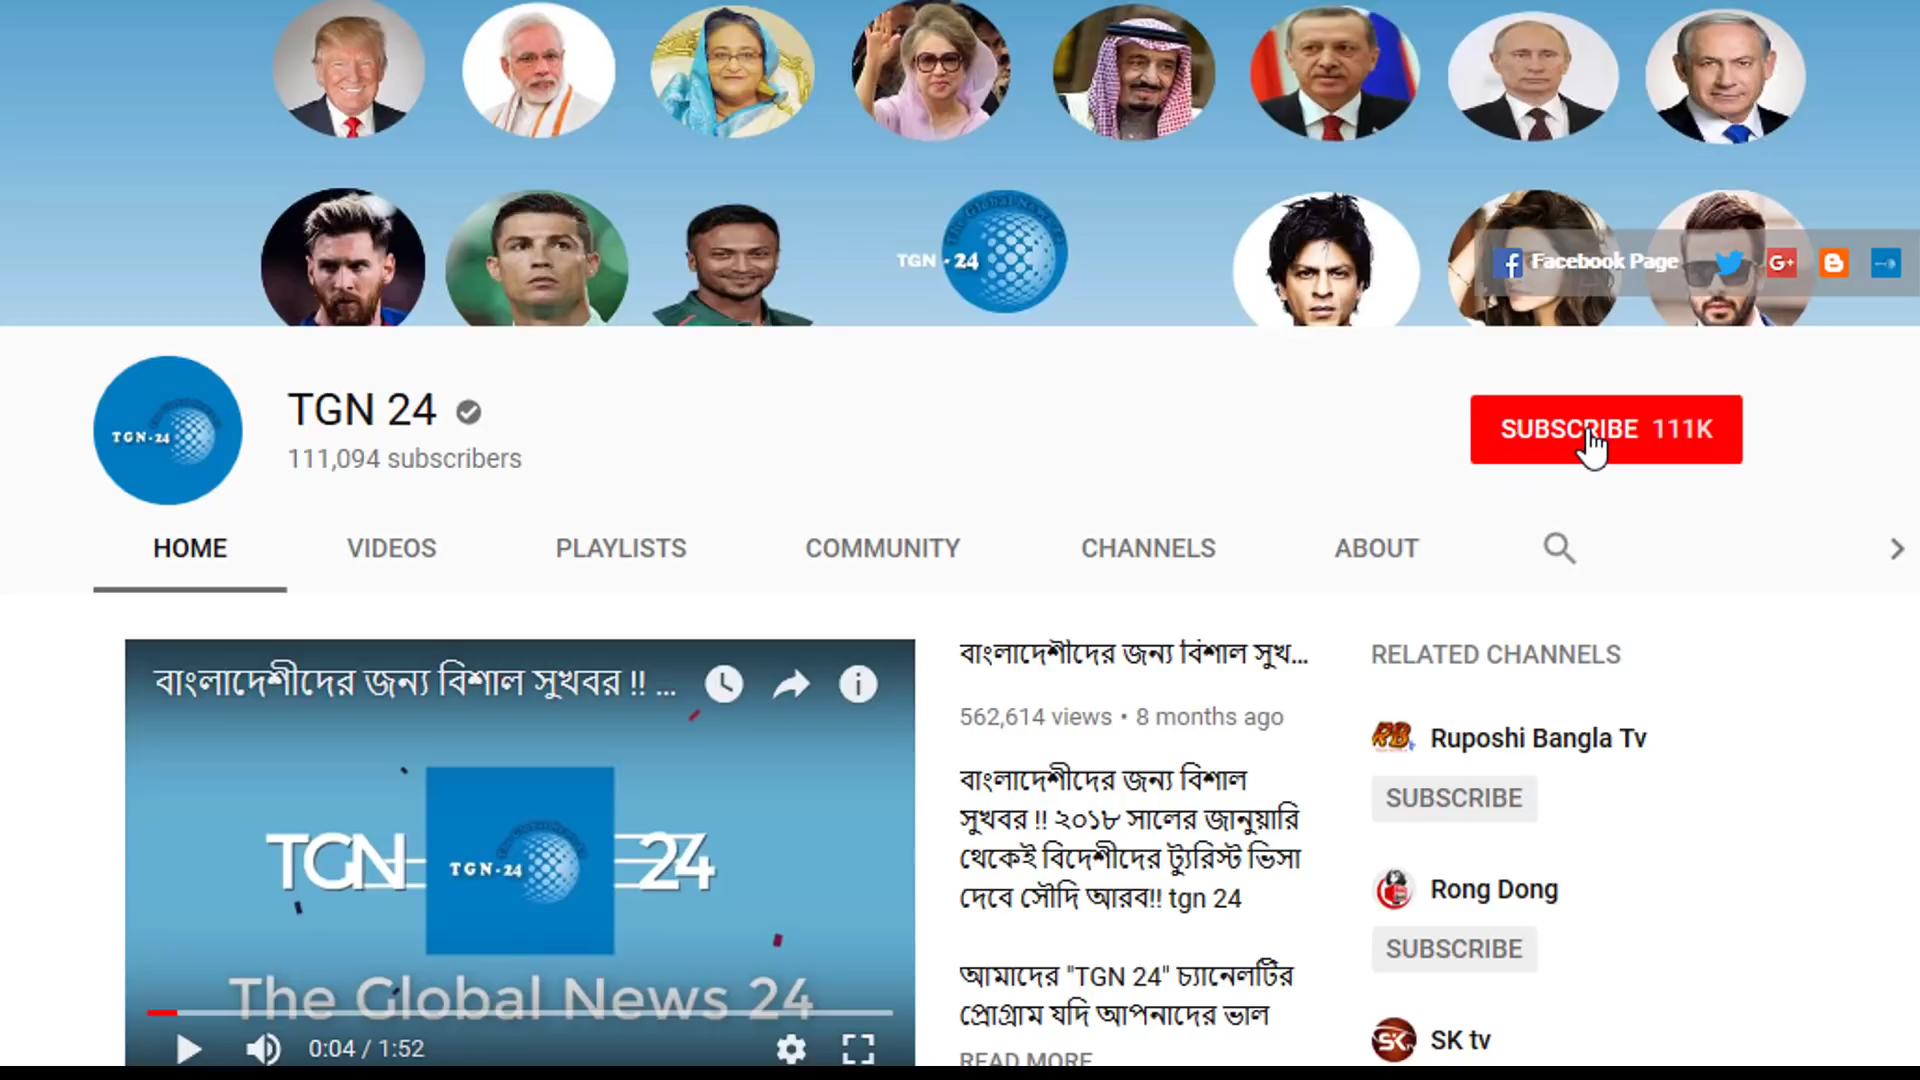 TGN - 24
Facebook Page
G+
TGN-24
TGN 24
111,094 subscribers
SUBSCRIBE 111K
HOME
VIDEOS
PLAYLISTS
COMMUNITY
CHANNELS
ABOUT
বাংলাদেশীদের জন্য বিশাল সুখবর !! ...
TGN
TGN-24
24
The Global News 24
0:04 / 1:52
বাংলাদেশীদের জন্য বিশাল সুখ...
562,614 views • 8 months ago
বাংলাদেশীদের জন্য বিশাল
সুখবর !! ২০১৮ সালের জানুয়ারি
থেকেই বিদেশীদের ট্যুরিস্ট ভিসা
দেবে সৌদি আরব!! tgn 24
আমাদের "TGN 24" চ্যানেলটির
প্রোগ্রাম যদি আপনাদের ভাল
READ MORE
RELATED CHANNELS
Ruposhi Bangla Tv
SUBSCRIBE
Rong Dong
SUBSCRIBE
SK tv